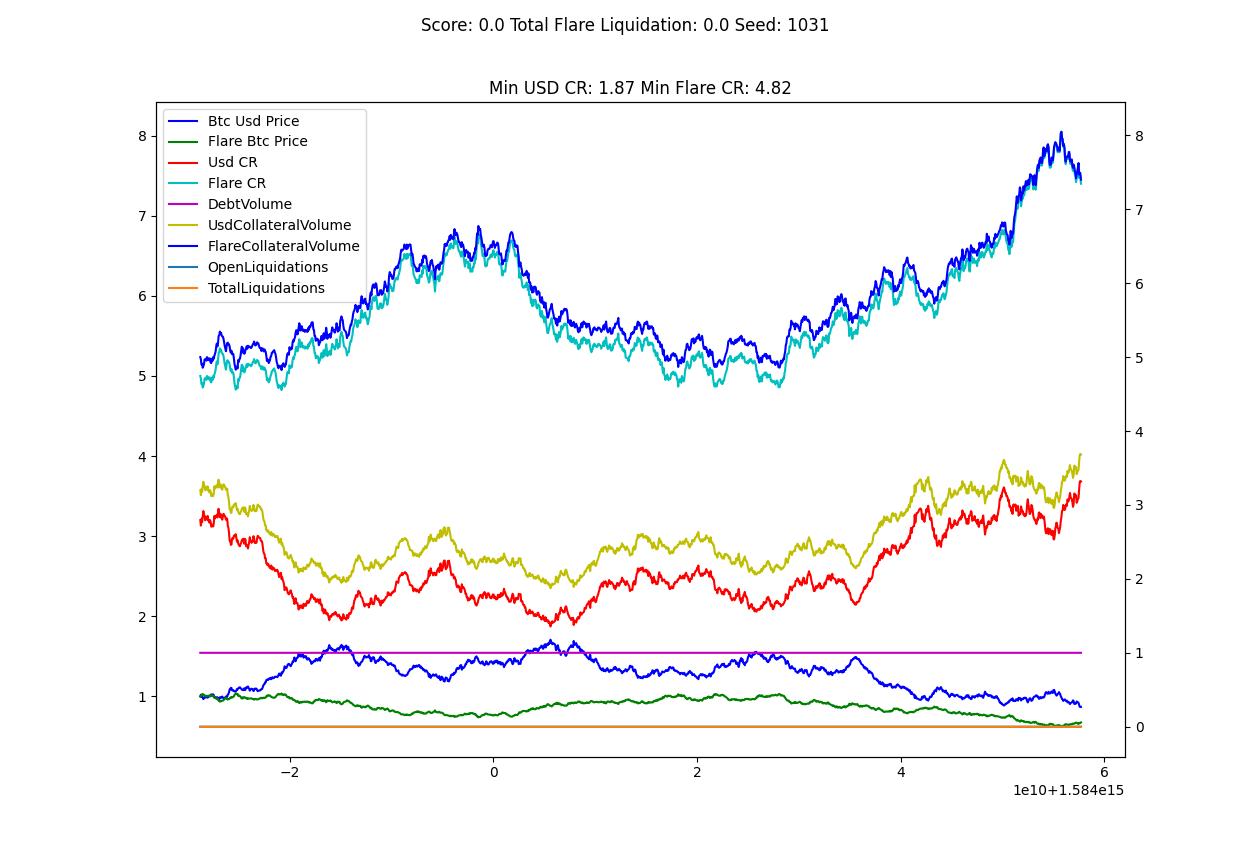 Score: 0.0 Total Flare Liquidation: 0.0 Seed: 1031
Min USD CR: 1.87 Min Flare CR: 4.82
Btc Usd Price
Flare Btc Price
Usd CR
Flare CR
DebtVolume
UsdCollateralVolume
FlareCollateralVolume
OpenLiquidations
TotalLiquidations
8
7
6
5
4
3
2
1
8
7
6
5
4
3
2
1
0
−2 0 2 4 6
1e10+1.584e15